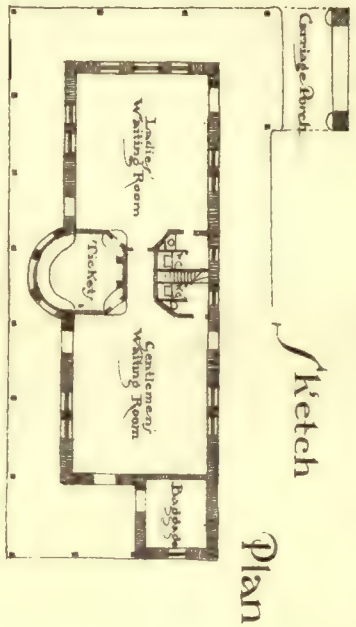 Carriage Porch
Sketch
Plan
Ladies'
Waiting Room
Tickets
Gentlemen's
Waiting Room
Baggage